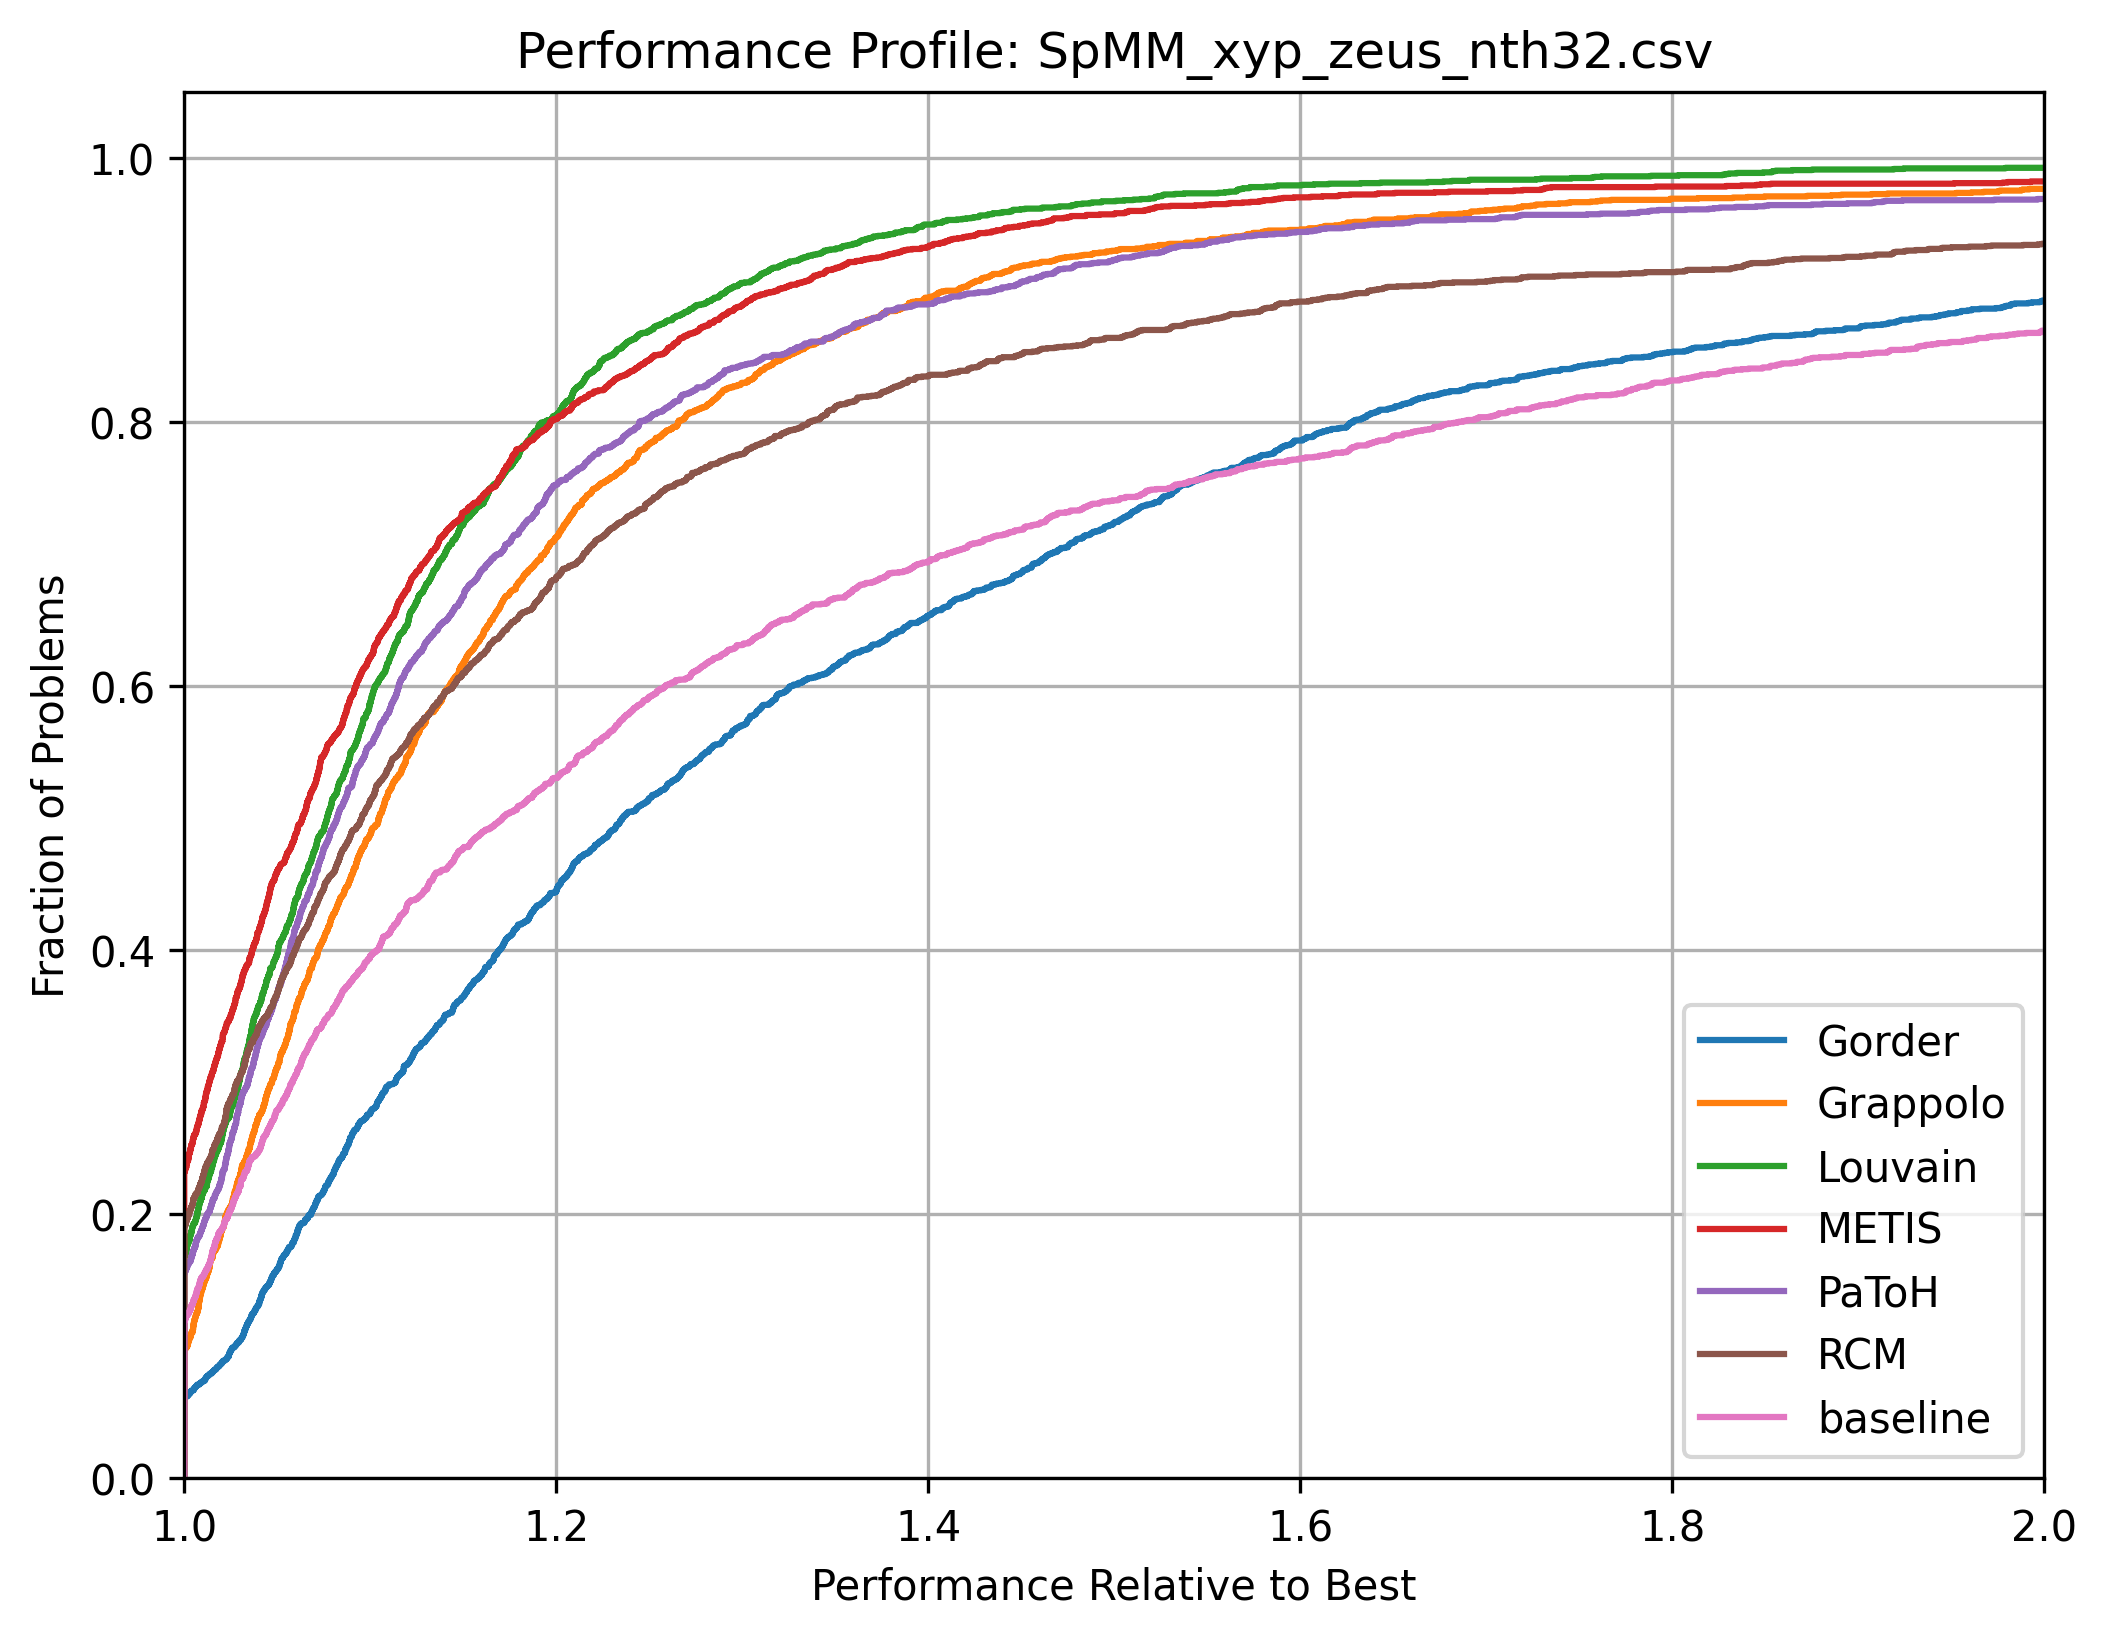 Performance Profile: SpMM_xyp_zeus_nth32.csv
Fraction of Problems
1.0
0.8
0.6
0.4
0.2
0.0
1.0 1.2 1.4 1.6 1.8 2.0
Performance Relative to Best
Gorder
Grappolo
Louvain
METIS
PaToH
RCM
baseline